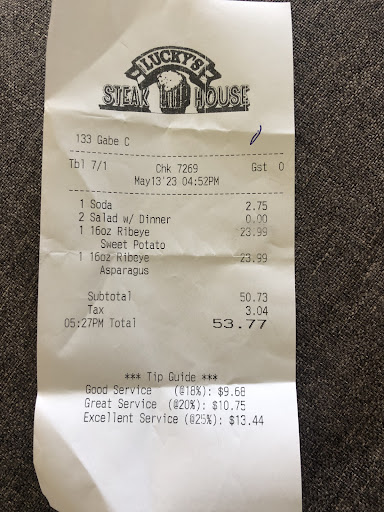 LUCKY'S
STEAK HOUSE
133 Gabe C
Tbl 7/1 Chk 7269 Gst 0
May13'23 04:52PM
1 Soda 2.75
2 Salad w/ Dinner 0.00
1 16oz Ribeye 23.99
Sweet Potato
1 16oz Ribeye 23.99
Asparagus
Subtotal 50.73
Tax 3.04
05:27PM Total 53.77
*** Tip Guide ***
Good Service (@18%): $9.68
Great Service (@20%): $10.75
Excellent Service (@25%): $13.44